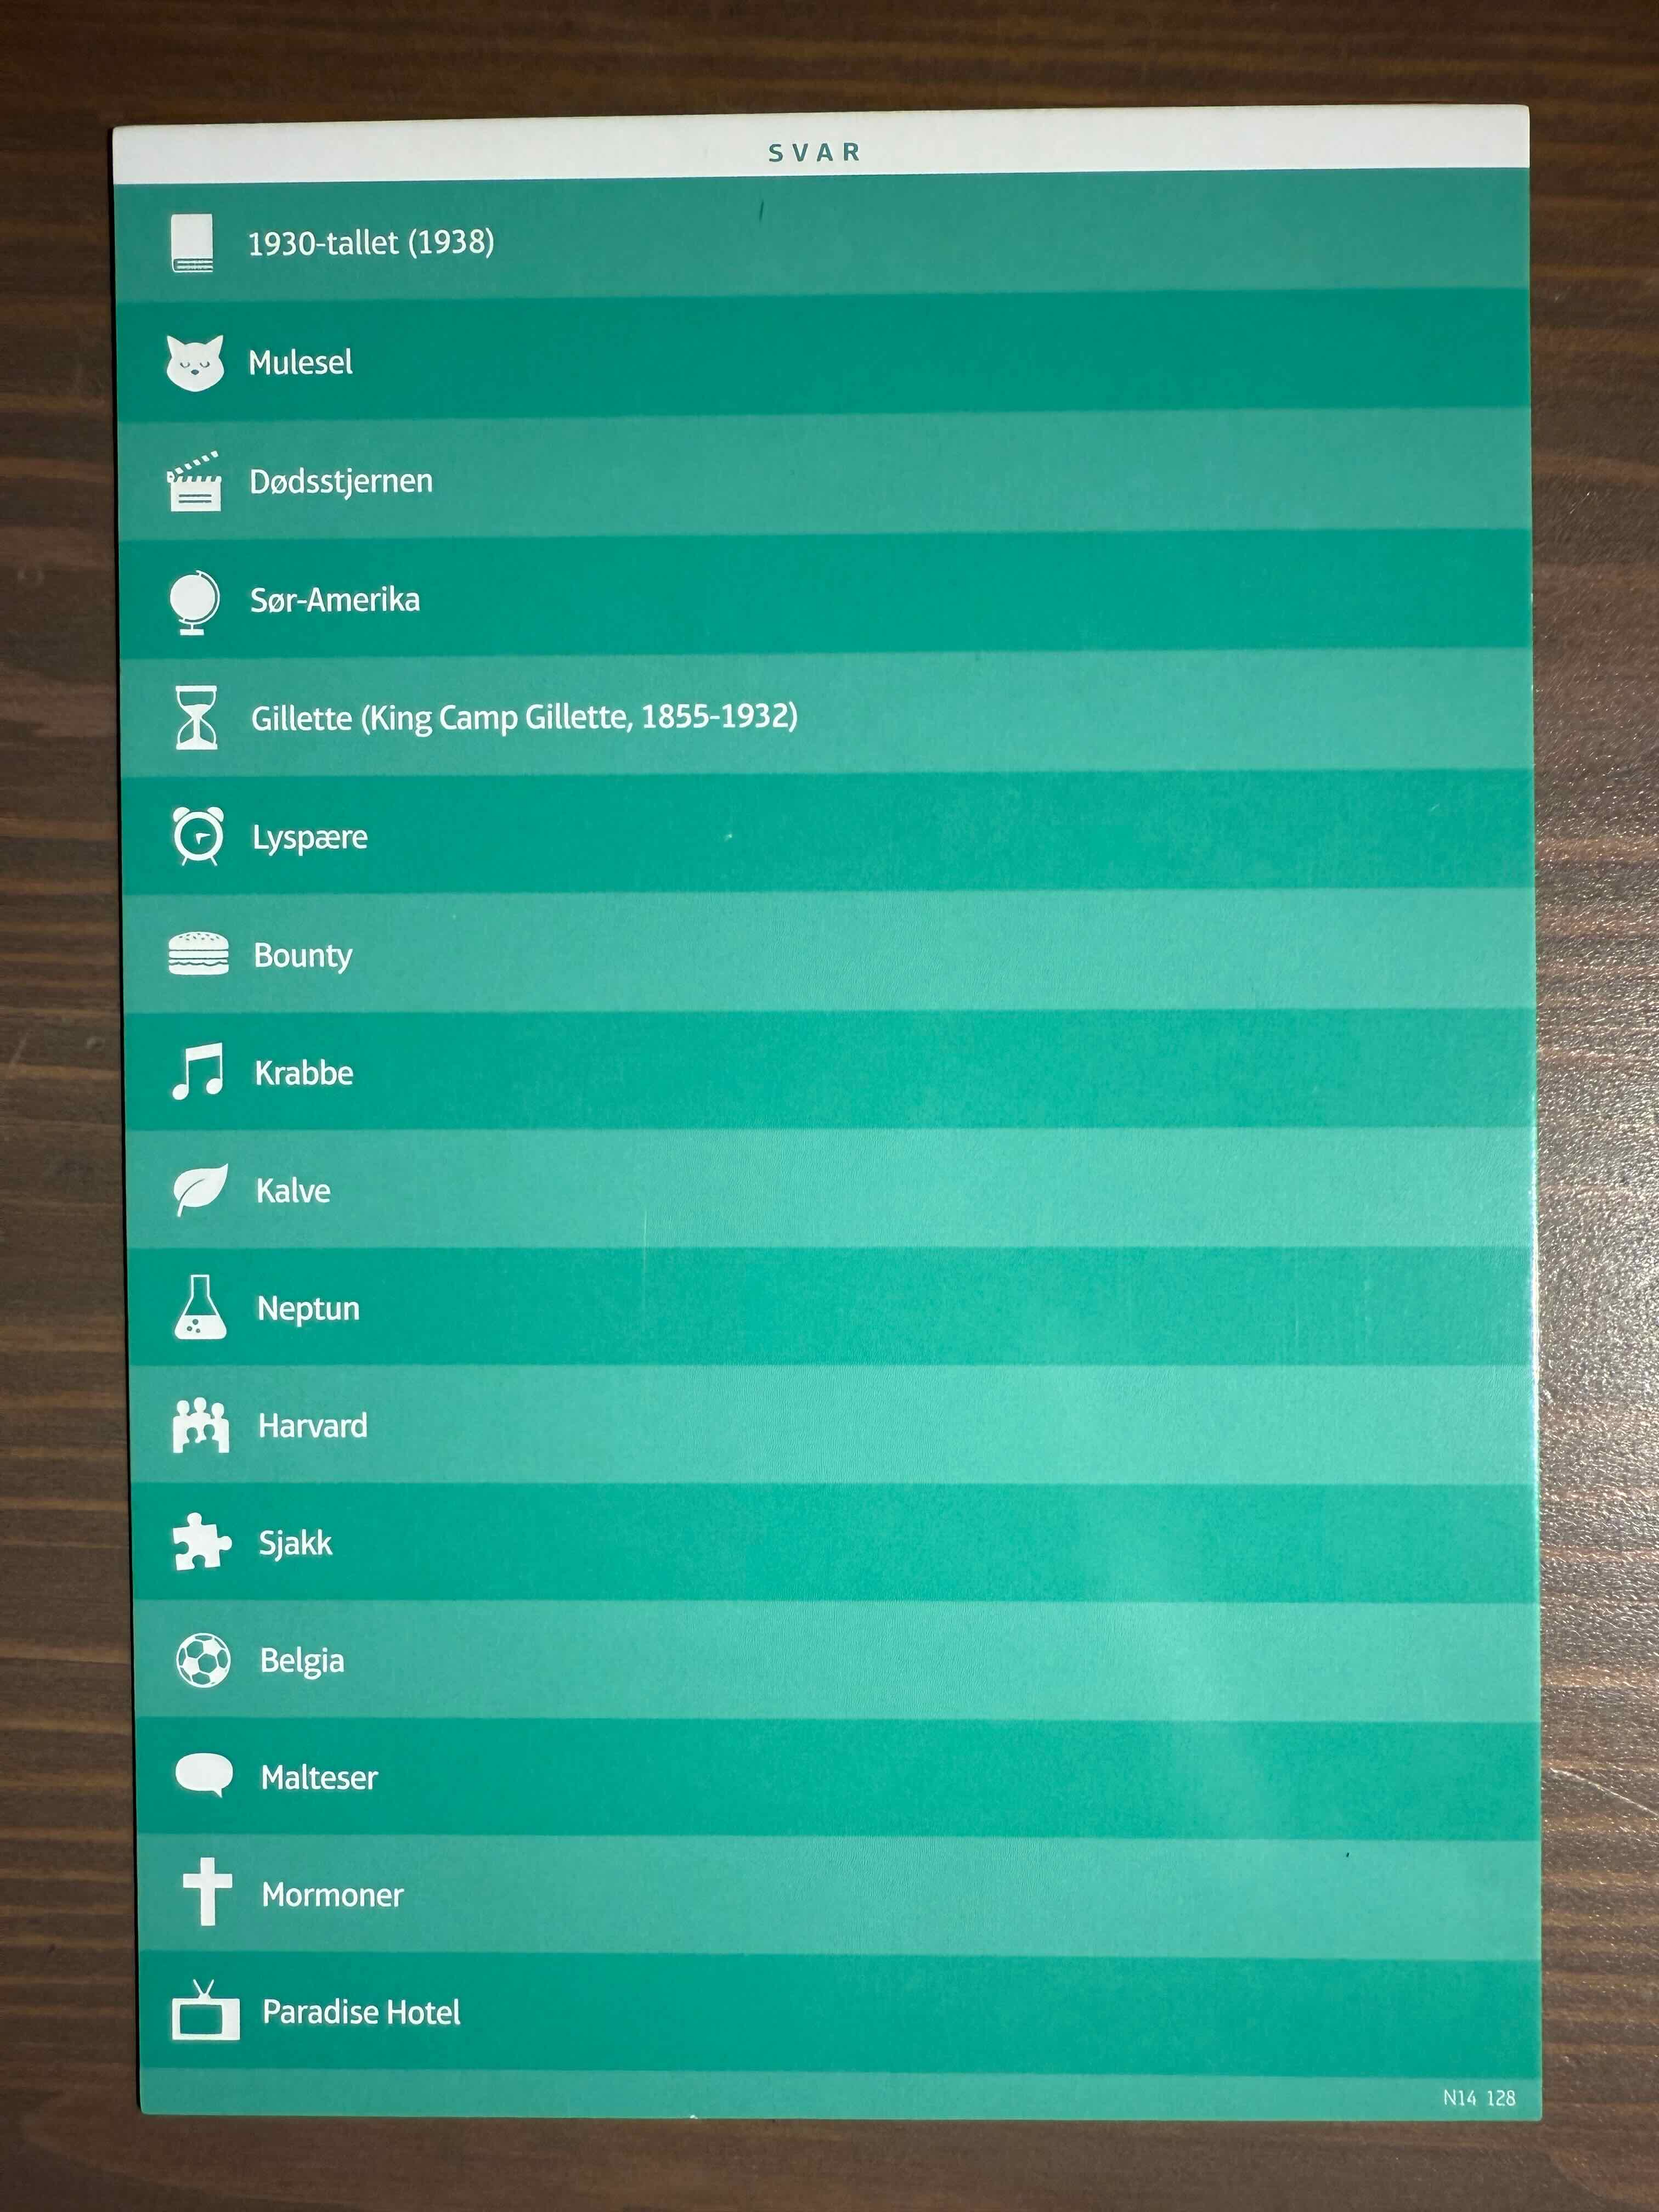 SVAR
1930-tallet (1938)
Mulesel
Dødsstjernen
Sør-Amerika
Gillette (King Camp Gillette, 1855-1932)
Lyspære
Bounty
Krabbe
Kalve
Neptun
Harvard
Sjakk
Belgia
Malteser
Mormoner
Paradise Hotel
N14 128